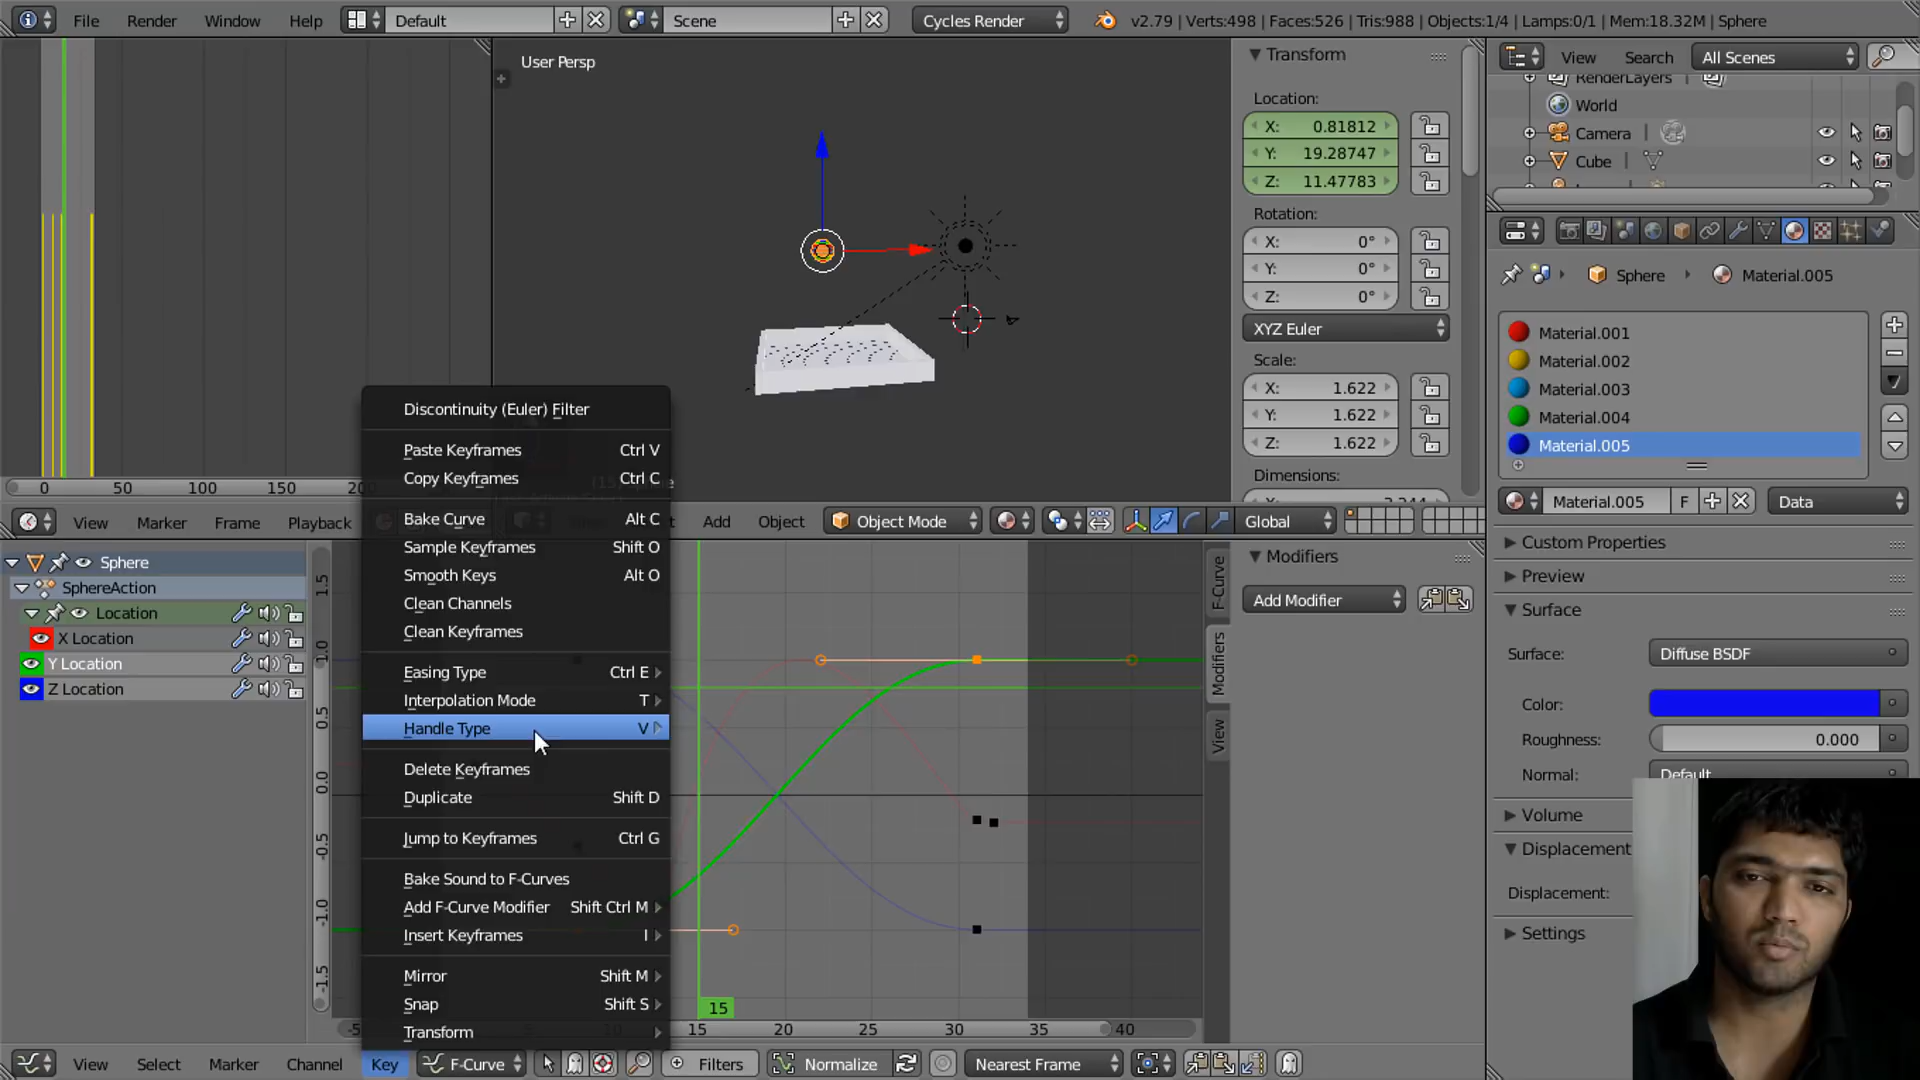 File Render Window Help Default Scene Cycles Render v2.79 | Verts:498 | Faces:526 | Tris:988 | Objects:1/4 | Lamps:0/1 | Mem:18.32M | Sphere
User Persp
Transform
Location:
X: 0.81812
Y: 19.28747
Z: 11.47783
Rotation:
X: 0°
Y: 0°
Z: 0°
XYZ Euler
Scale:
X: 1.622
Y: 1.622
Z: 1.622
Dimensions:
View Search All Scenes
RenderLayers
World
Camera
Cube
Sphere Material.005
Material.001
Material.002
Material.003
Material.004
Material.005
Material.005 F Data
Custom Properties
Preview
Surface
Surface: Diffuse BSDF
Color:
Roughness: 0.000
Normal: Default
Volume
Displacement
Displacement:
Settings
0 50 100 150
View Marker Frame Playback
Add Object Object Mode Global
Sphere
SphereAction
Location
X Location
Y Location
Z Location
Discontinuity (Euler) Filter
Paste Keyframes Ctrl V
Copy Keyframes Ctrl C
Bake Curve Alt C
Sample Keyframes Shift O
Smooth Keys Alt O
Clean Channels
Clean Keyframes
Easing Type Ctrl E
Interpolation Mode T
Handle Type V
Delete Keyframes
Duplicate Shift D
Jump to Keyframes Ctrl G
Bake Sound to F-Curves
Add F-Curve Modifier Shift Ctrl M
Insert Keyframes I
Mirror Shift M
Snap Shift S
Transform
1.5
1.0
0.5
0.0
-0.5
-1.0
-1.5
15
15 20 25 30 35 40
F-Curve
Modifiers
View
Modifiers
Add Modifier
View Select Marker Channel Key F-Curve Filters Normalize Nearest Frame